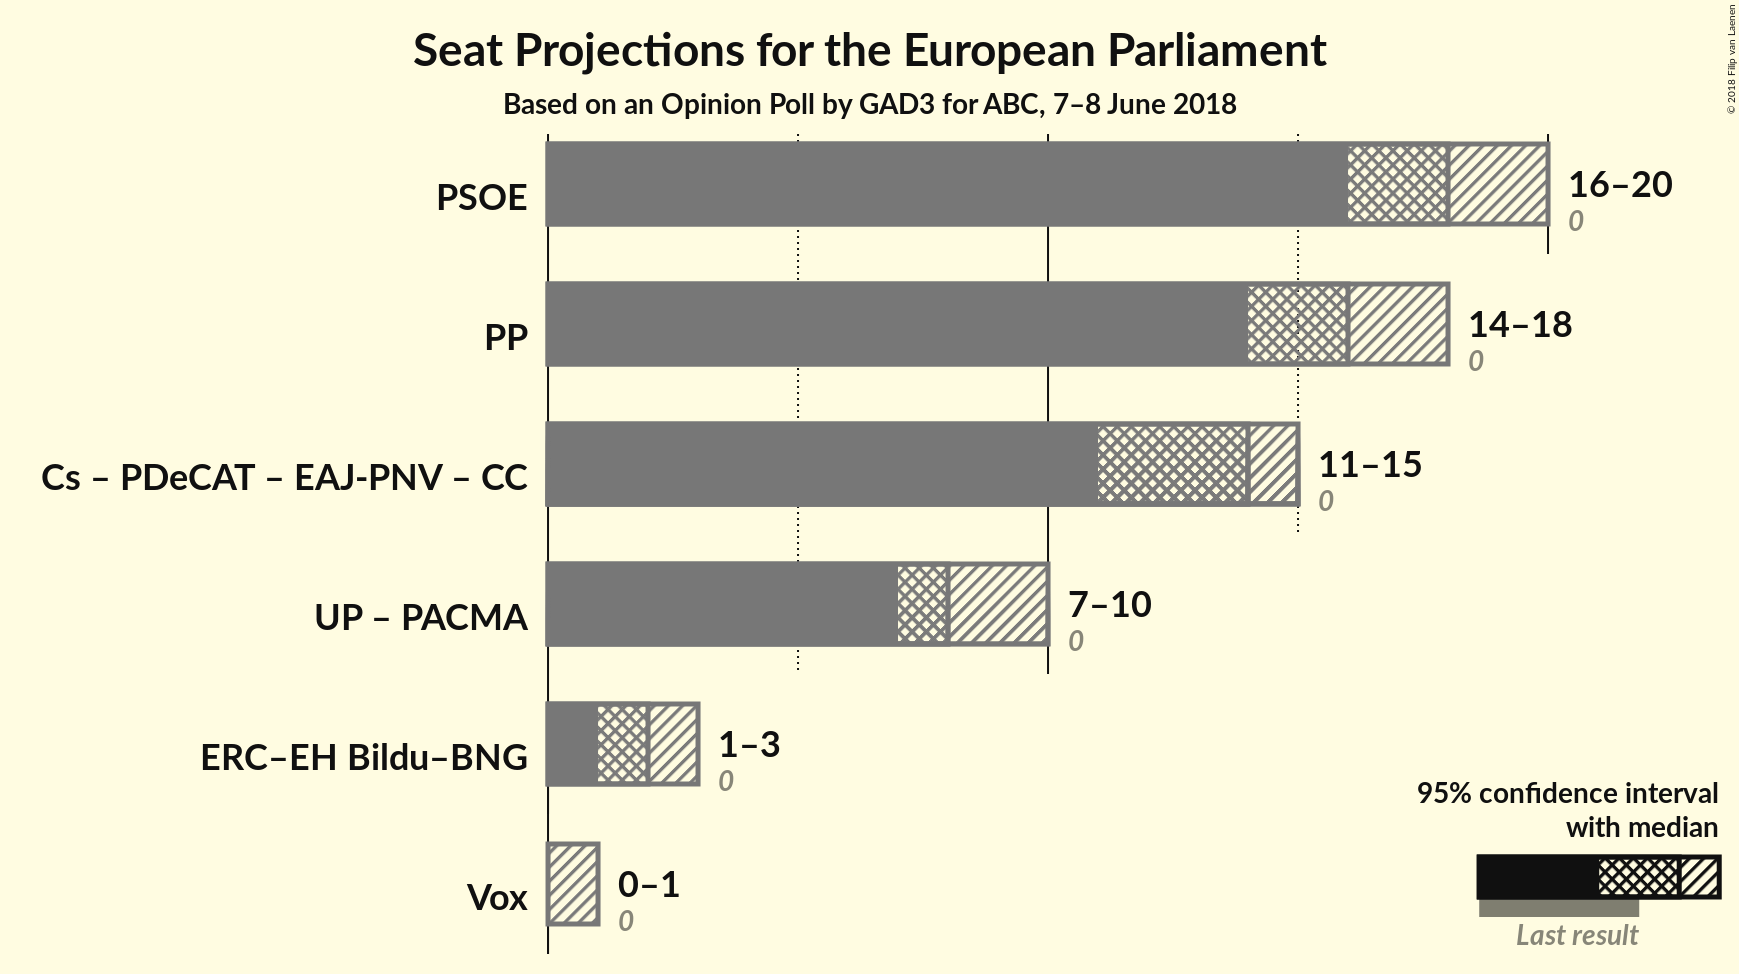 Seat Projections for the European Parliament
Based on an Opinion Poll by GAD3 for ABC, 7–8 June 2018
© 2018 Filip van Laenen
PSOE
16–20
0
PP
14–18
0
Cs – PDeCAT – EAJ-PNV – CC
11–15
0
UP – PACMA
7–10
0
ERC–EH Bildu–BNG
1–3
0
Vox
0–1
0
95% confidence interval
with median
Last result